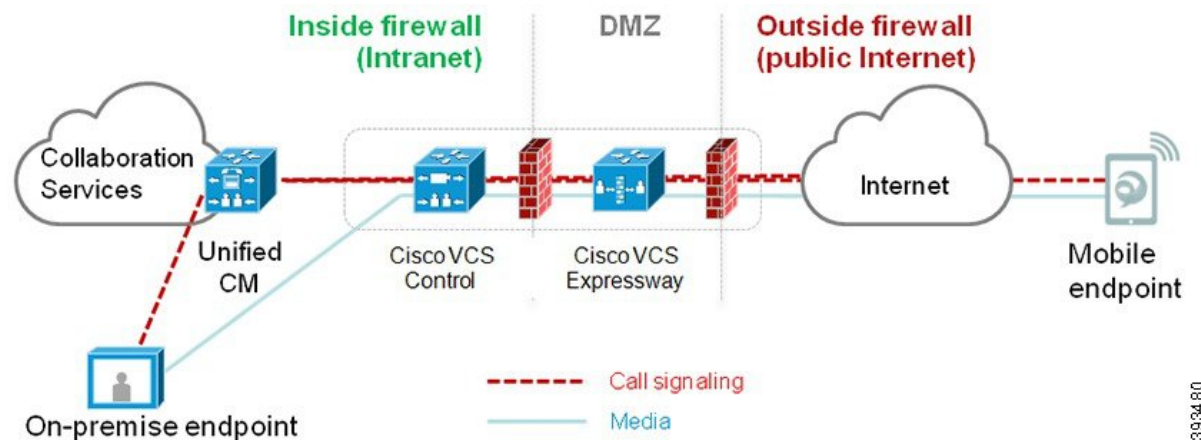 Inside firewall
(Intranet)
DMZ
Outside firewall
(public Internet)
Collaboration
Services
Unified
CM
Cisco VCS
Control
Cisco VCS
Expressway
Internet
Mobile
endpoint
On-premise endpoint
Call signaling
Media
393480